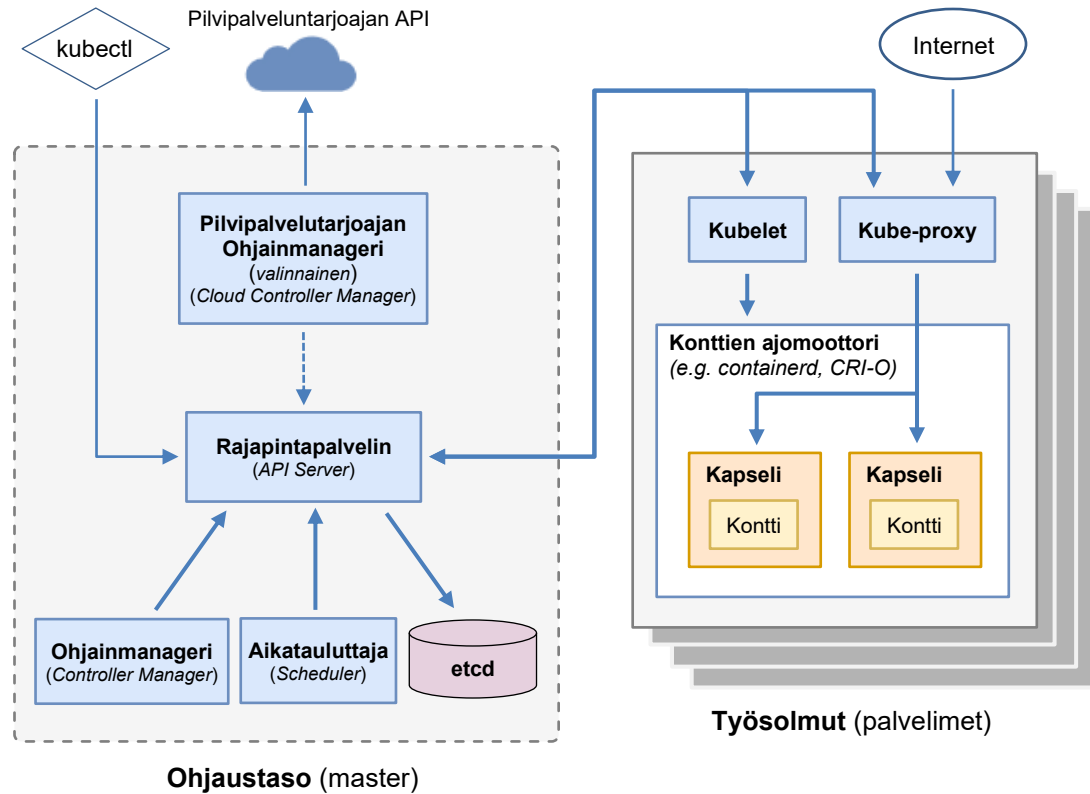 Pilvipalveluntarjoajan API
kubectl
Internet
Pilvipalvelutarjoajan
Ohjainmanageri
(valinnainen)
(Cloud Controller Manager)
Kubelet
Kube-proxy
Konttien ajomoottori
(e.g. containerd, CRI-O)
Rajapintapalvelin
(API Server)
Kapseli
Kontti
Kapseli
Kontti
Ohjainmanageri
(Controller Manager)
Aikatauluttaja
(Scheduler)
etcd
Työsolmut (palvelimet)
Ohjaustaso (master)